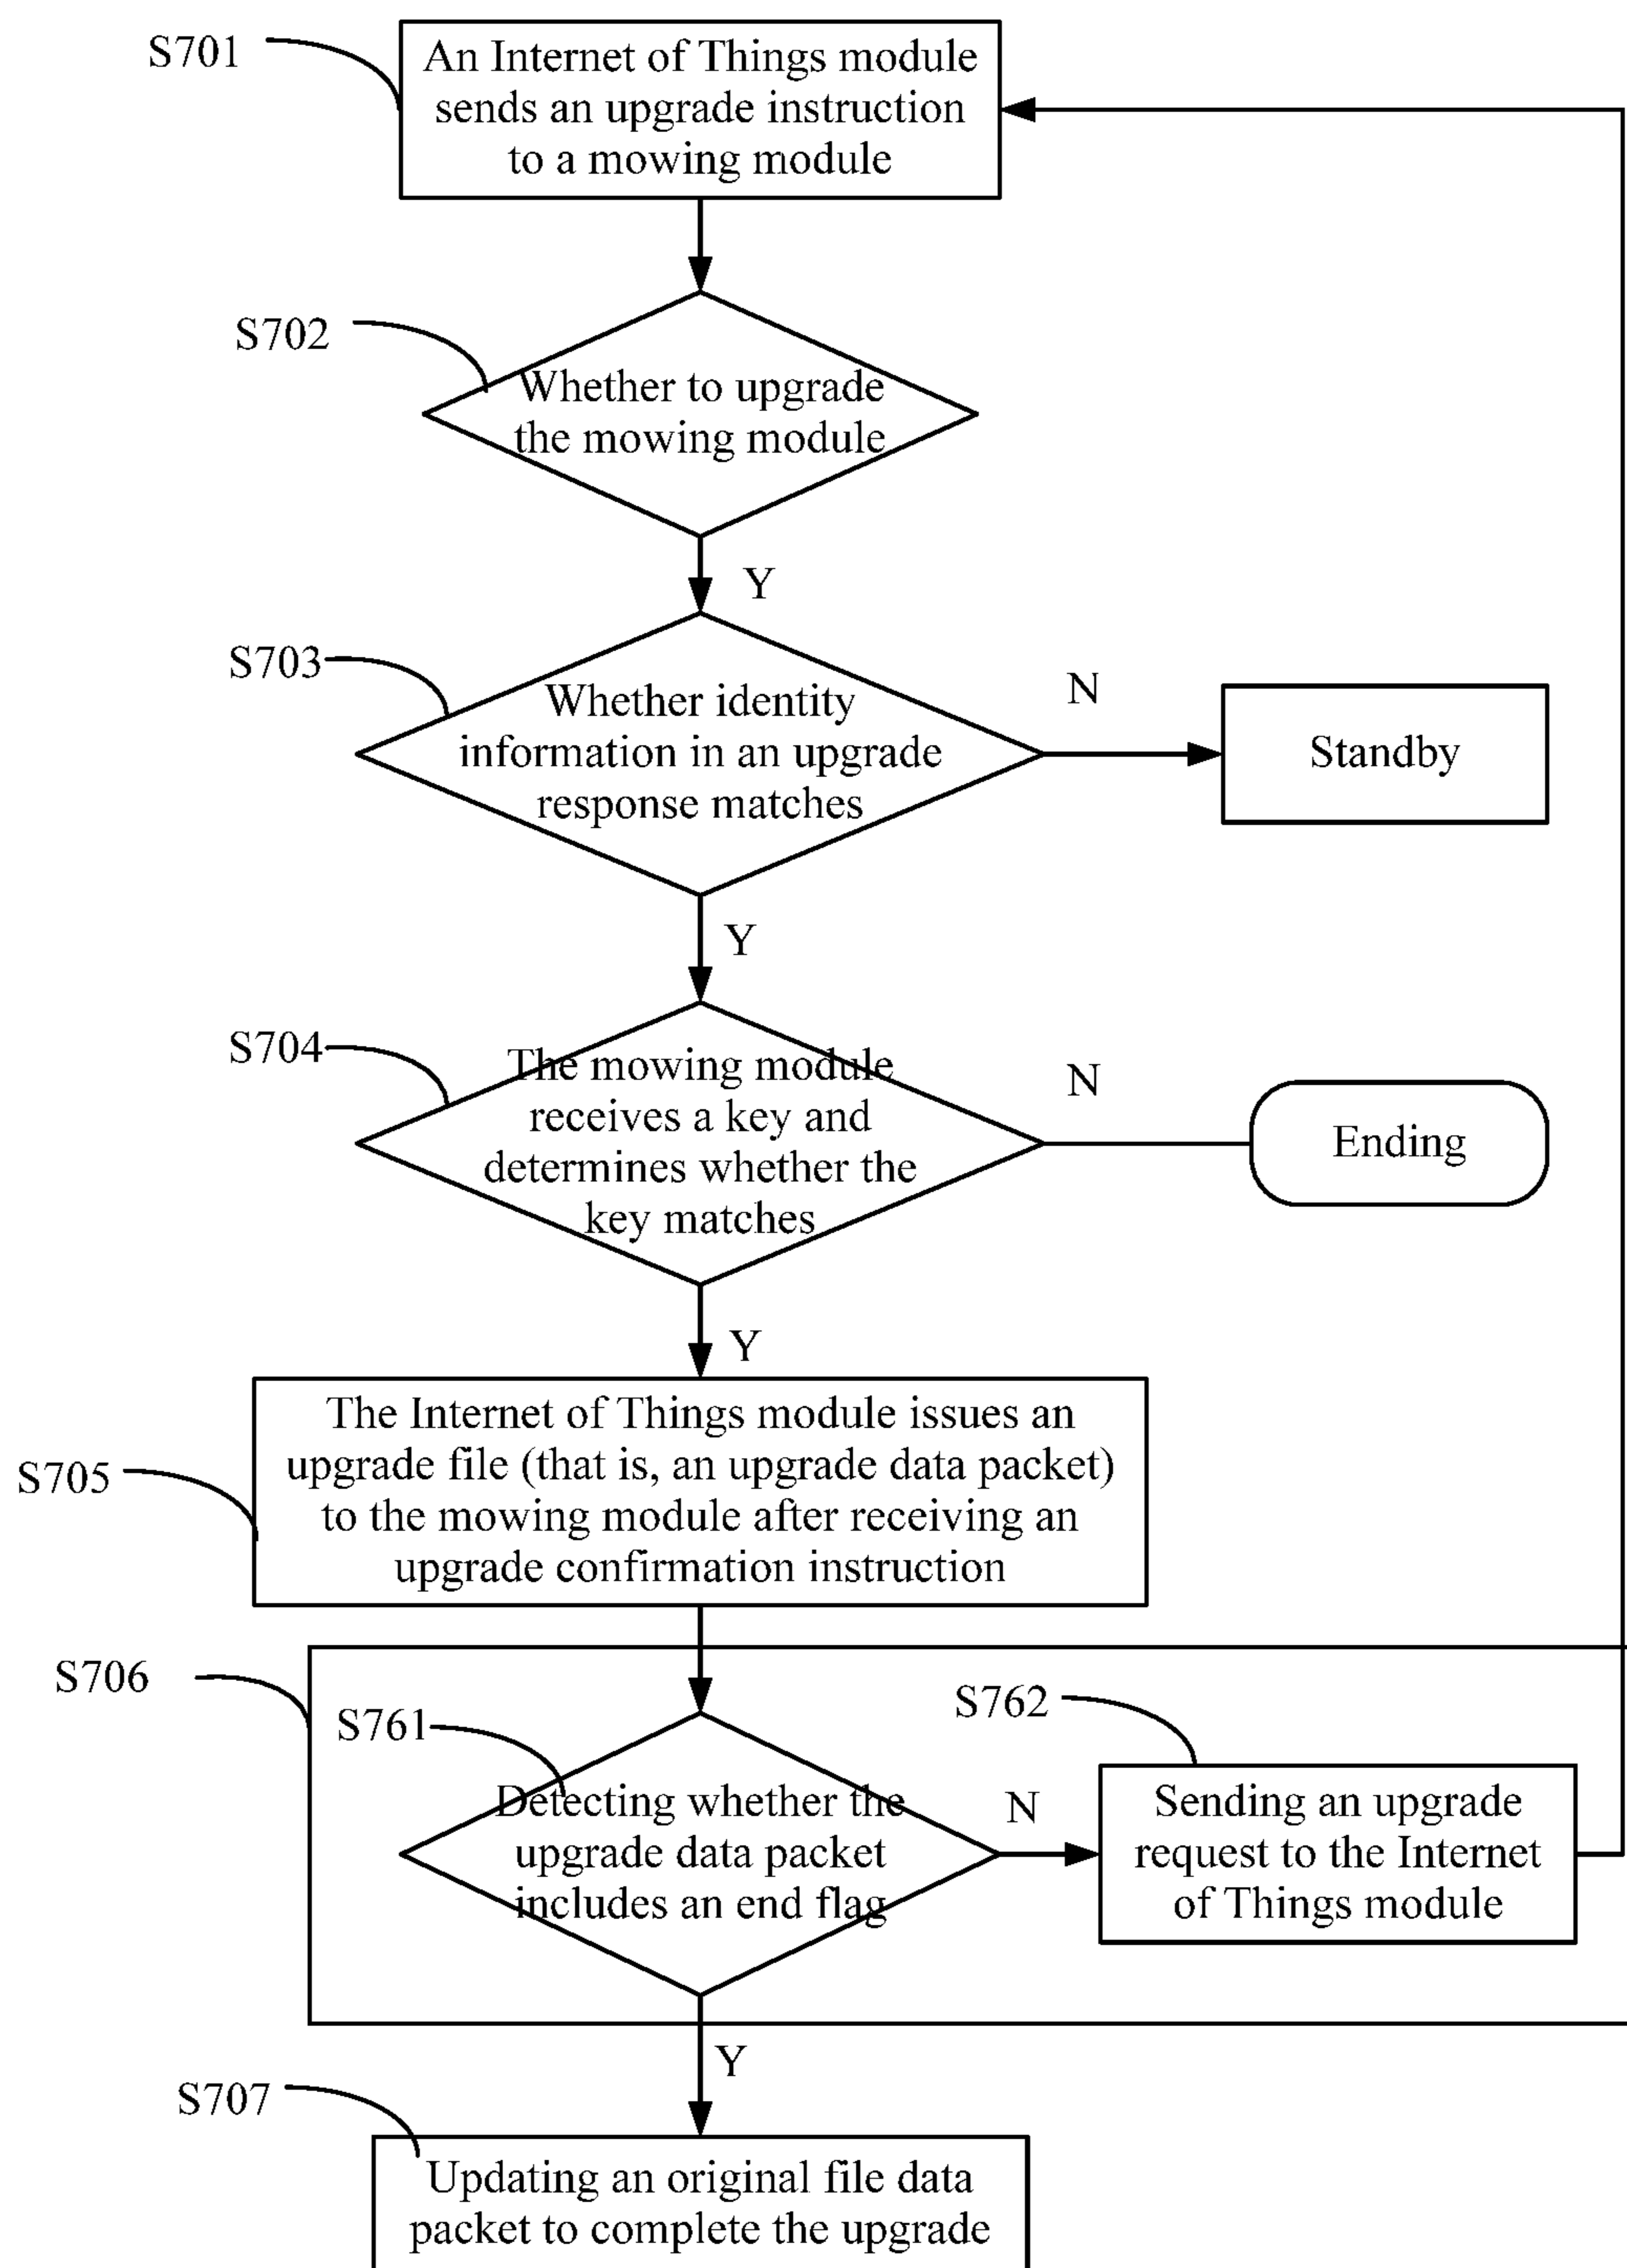 S701
An Internet of Things module
sends an upgrade instruction
to a mowing module
S702
Whether to upgrade
the mowing module
Y
S703
Whether identity
information in an upgrade
response matches
N
Standby
Y
S704
The mowing module
receives a key and
determines whether the
key matches
N
Ending
Y
S705
The Internet of Things module issues an
upgrade file (that is, an upgrade data packet)
to the mowing module after receiving an
upgrade confirmation instruction
S706
S761
Detecting whether the
upgrade data packet
includes an end flag
N
S762
Sending an upgrade
request to the Internet
of Things module
Y
S707
Updating an original file data
packet to complete the upgrade